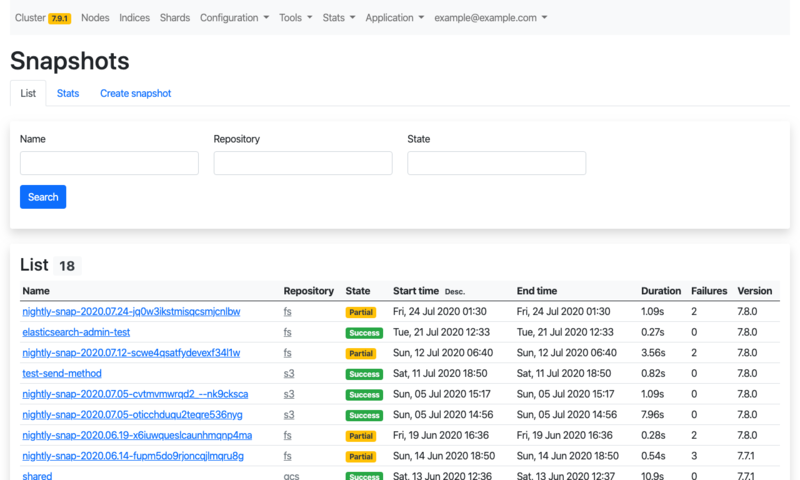 Cluster 7.9.1 Nodes Indices Shards Configuration Tools Stats Application example@example.com
Snapshots
List Stats Create snapshot
Name Repository State
Search
List 18
Name Repository State Start time Desc. End time Duration Failures Version
nightly-snap-2020.07.24-jq0w3ikstmisqcsmjcnlbw fs Partial Fri, 24 Jul 2020 01:30 Fri, 24 Jul 2020 01:30 1.09s 2 7.8.0
elasticsearch-admin-test fs Success Tue, 21 Jul 2020 12:33 Tue, 21 Jul 2020 12:33 0.27s 0 7.8.0
nightly-snap-2020.07.12-scwe4qsatfydevexf34l1w fs Partial Sun, 12 Jul 2020 06:40 Sun, 12 Jul 2020 06:40 3.56s 2 7.8.0
test-send-method s3 Success Sat, 11 Jul 2020 18:50 Sat, 11 Jul 2020 18:50 0.82s 0 7.8.0
nightly-snap-2020.07.05-cvtmvmwrqd2_--nk9cksca s3 Success Sun, 05 Jul 2020 15:17 Sun, 05 Jul 2020 15:17 1.09s 0 7.8.0
nightly-snap-2020.07.05-oticchduqu2teqre536nyg s3 Success Sun, 05 Jul 2020 14:56 Sun, 05 Jul 2020 14:56 7.96s 0 7.8.0
nightly-snap-2020.06.19-x6iuwqueslcaunhmqnp4ma fs Partial Fri, 19 Jun 2020 16:36 Fri, 19 Jun 2020 16:36 0.28s 2 7.8.0
nightly-snap-2020.06.14-fupm5do9rjoncqjlmqru8g fs Partial Sun, 14 Jun 2020 18:50 Sun, 14 Jun 2020 18:50 0.54s 3 7.7.1
shared gcs Success Sat, 13 Jun 2020 12:36 Sat, 13 Jun 2020 12:37 10.9s 0 7.7.1